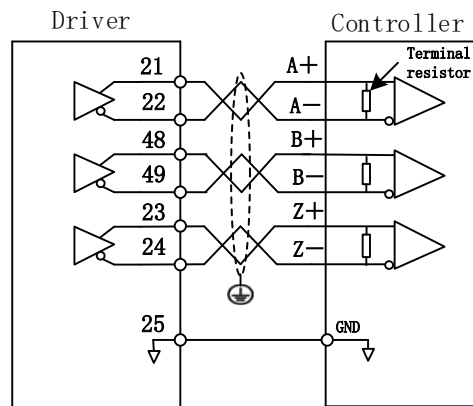 Driver
Controller
21
A+
Terminal
resistor
22
A−
48
B+
49
B−
23
Z+
24
Z−
25
GND